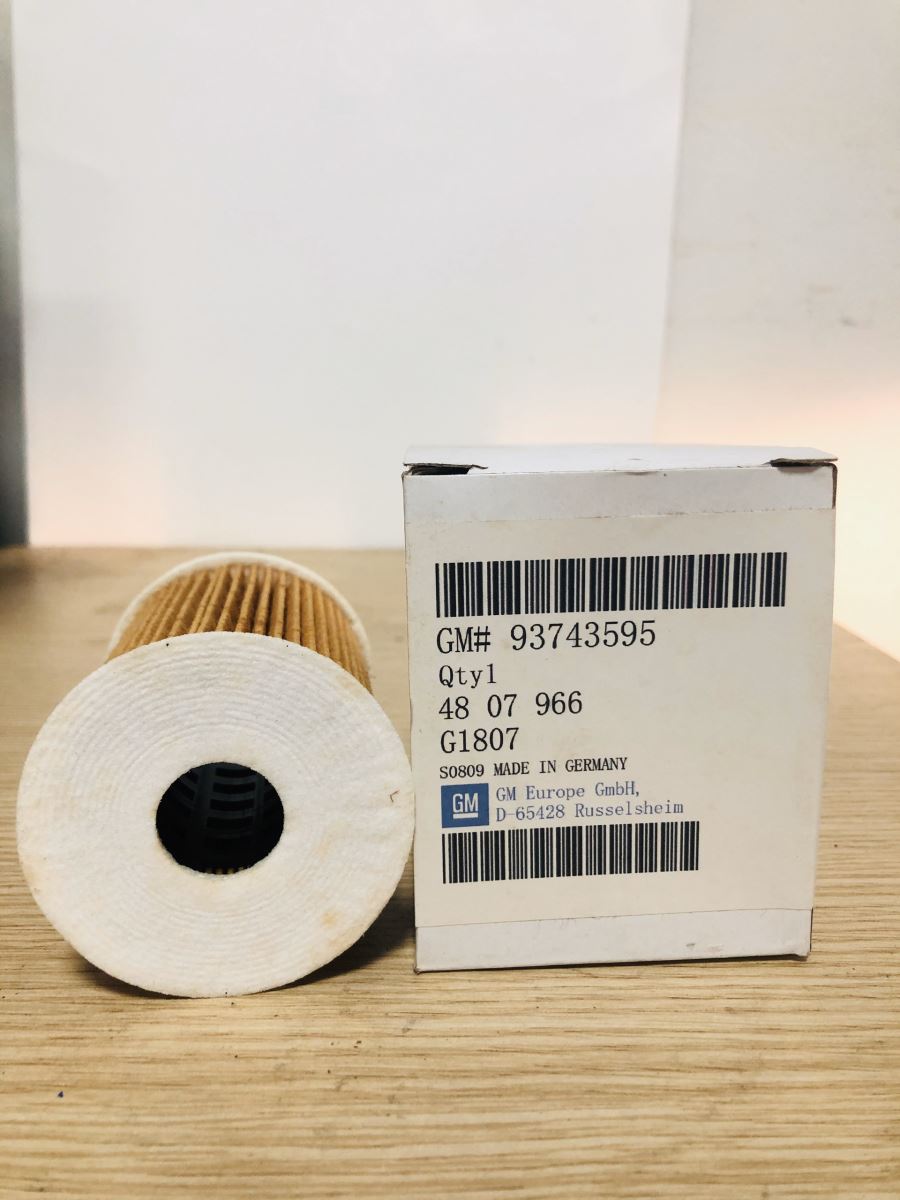 GM# 93743595
Qty1
48 07 966
G1807
S0809 MADE IN GERMANY
GM
GM Europe GmbH,
D-65428 Russelsheim